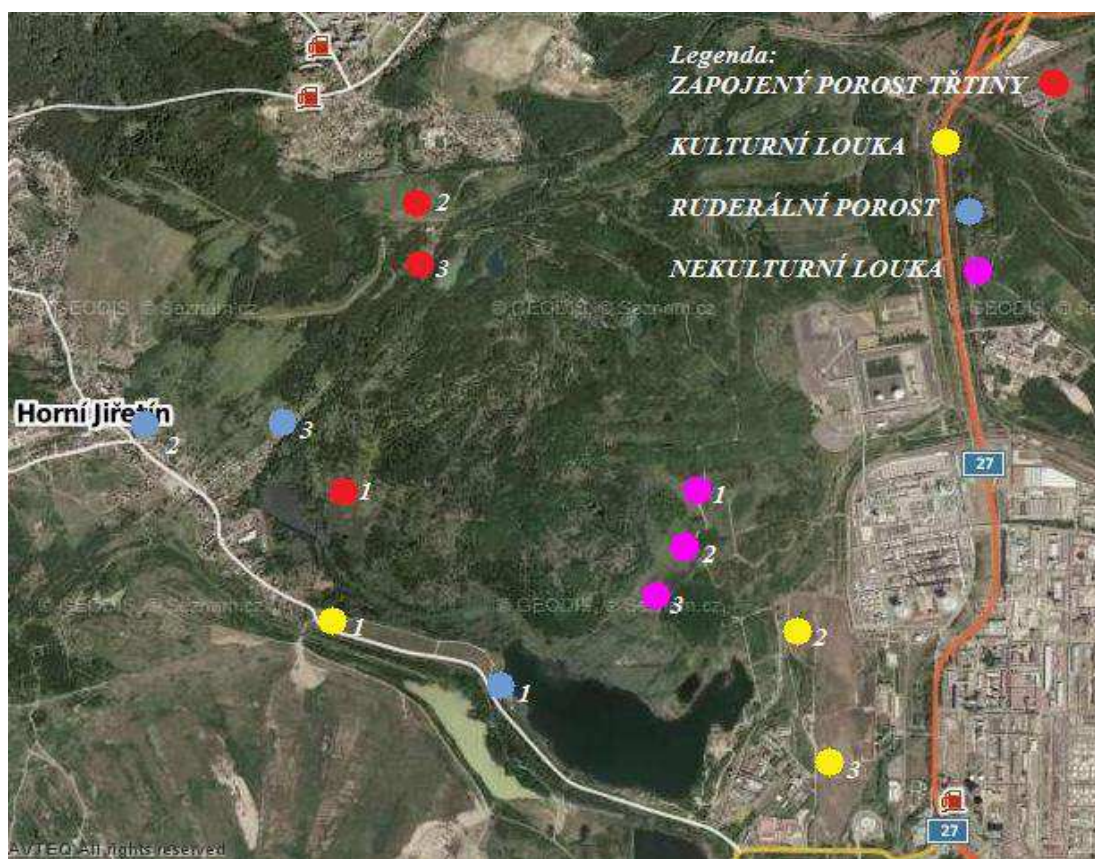 Legenda:
ZAPOJENÝ POROST TŘTINY
KULTURNÍ LOUKA
RUDERÁLNÍ POROST
NEKULTURNÍ LOUKA
2
3
GEODIS, © Seznam.cz
© GEODIS, © Seznam.cz
Horní Jiřetín
2
3
27
1
1
2
3
© GEODIS, © Seznam.cz
© GEODIS, © Seznam.cz
1
2
1
3
27
AVTEQ All rights reserved